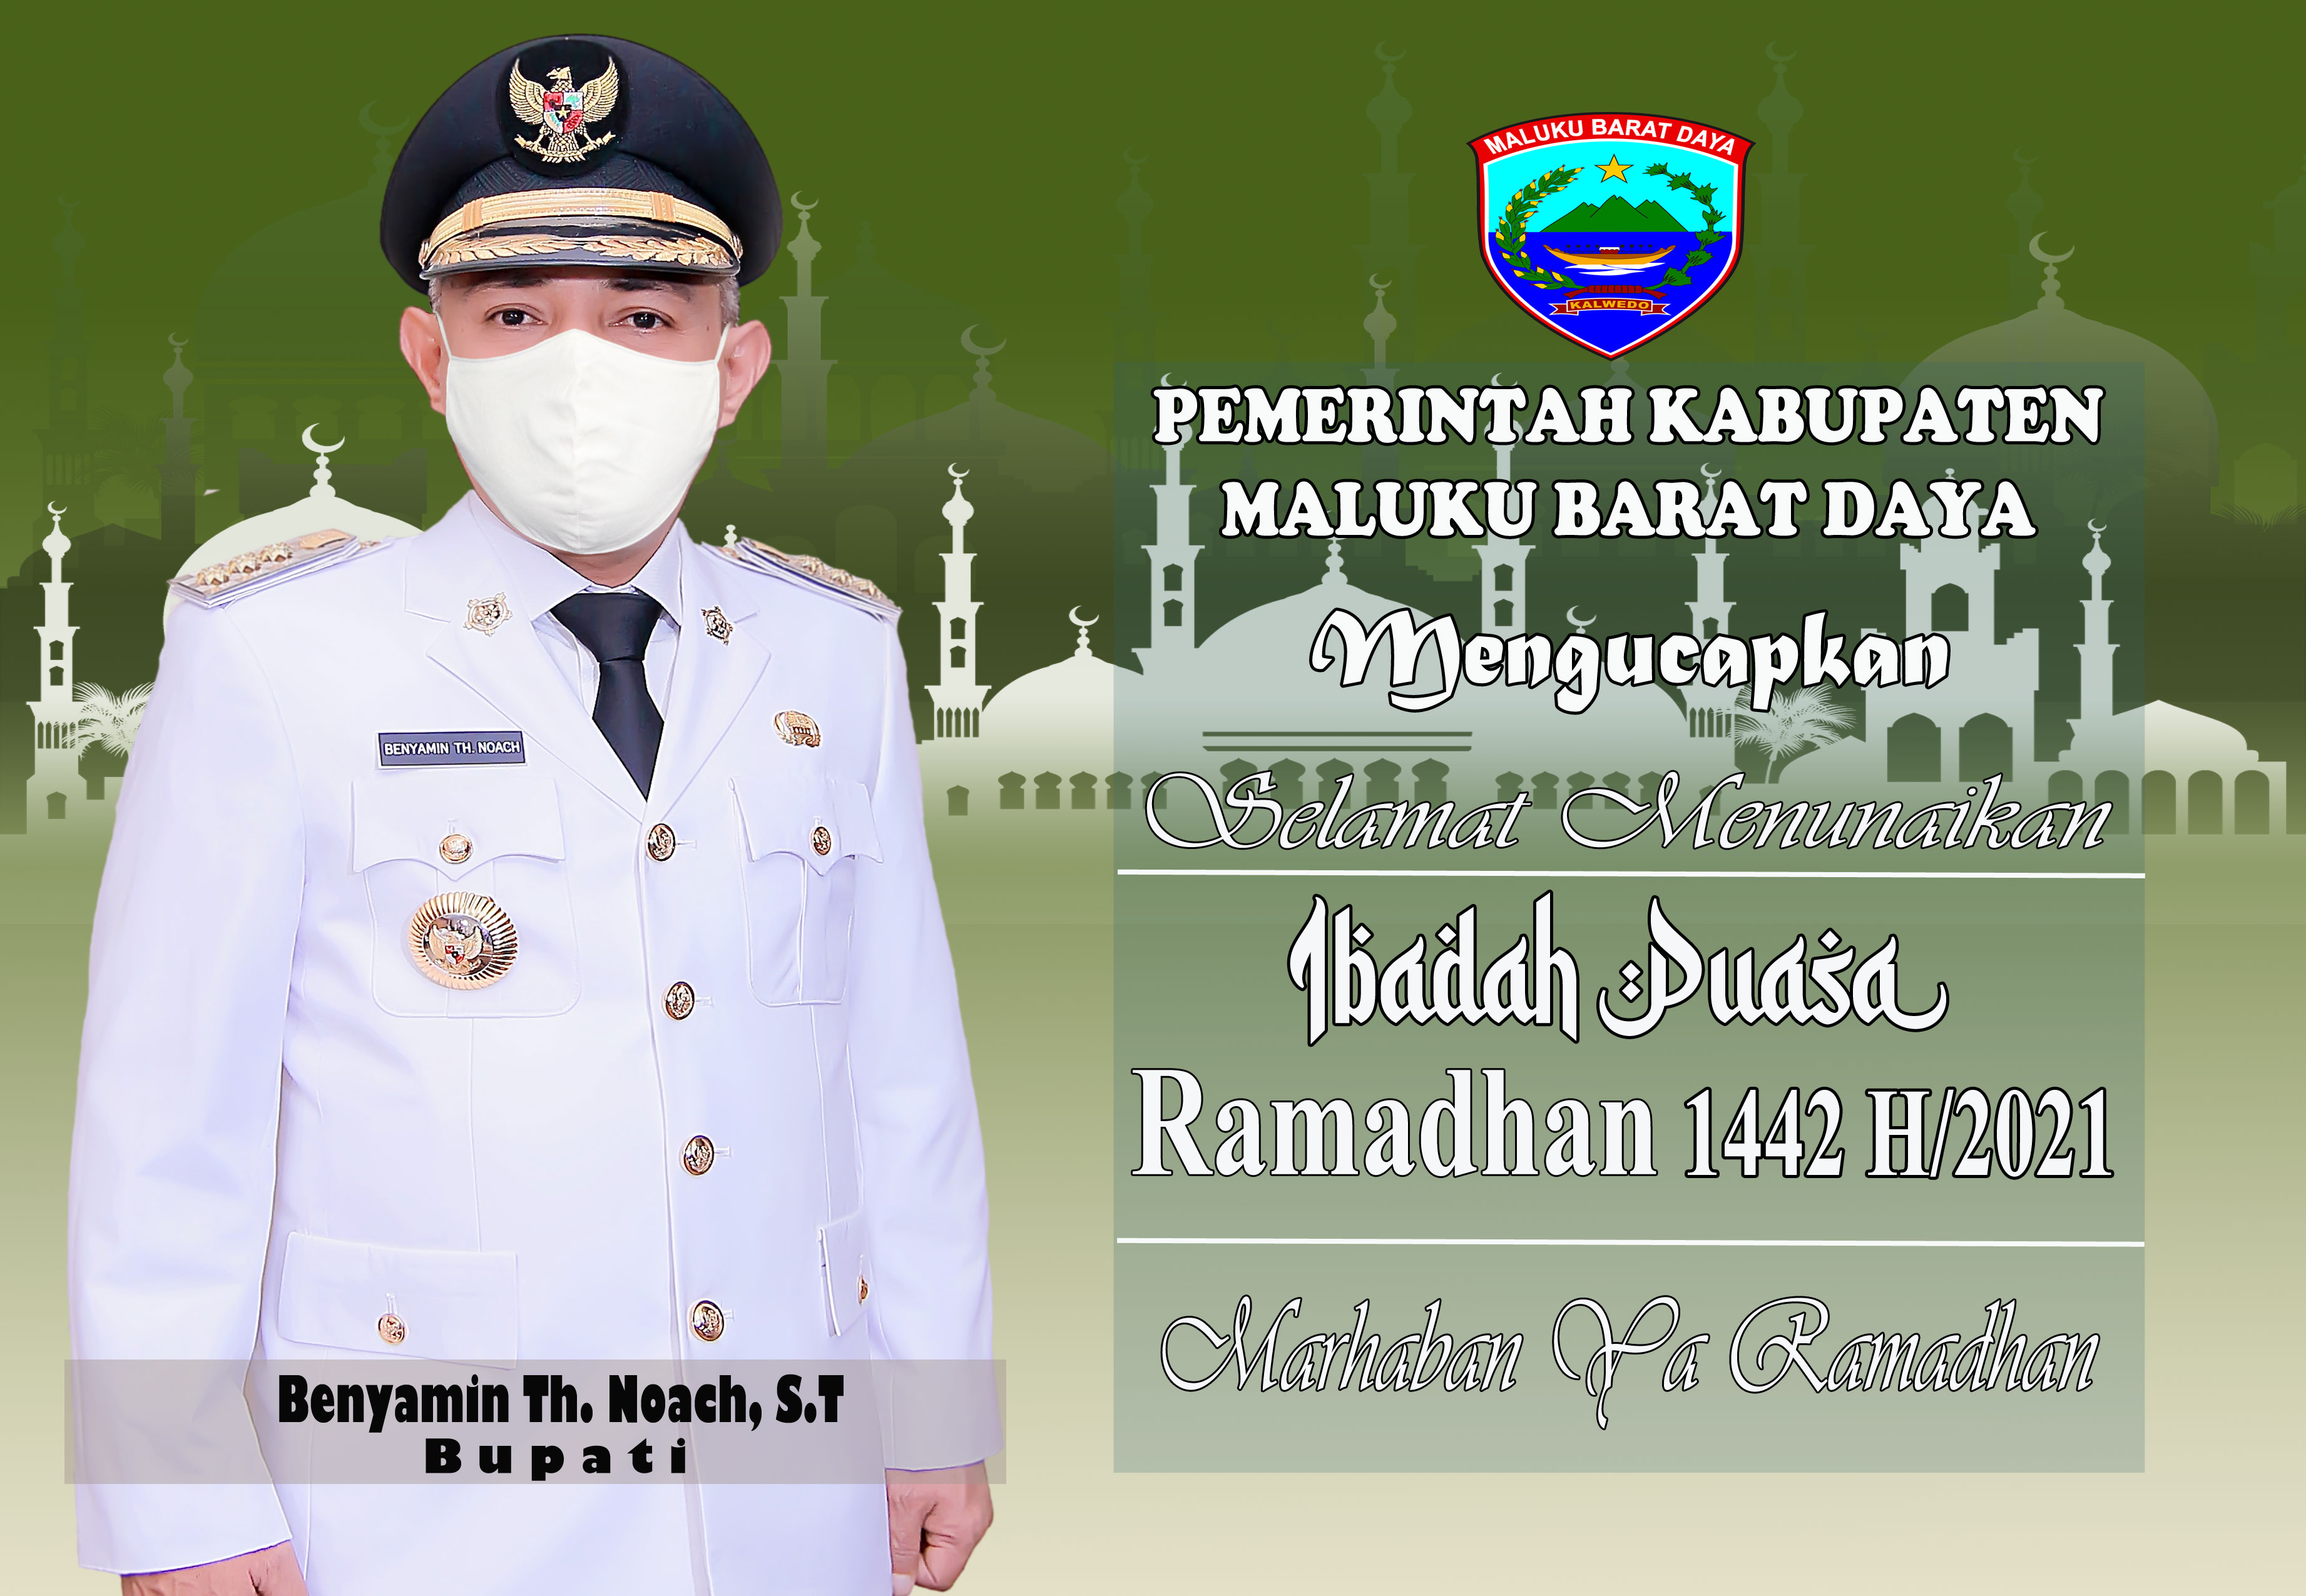 MALUKU BARAT DAYA
KALWEDO
PEMERINTAH KABUPATEN
MALUKU BARAT DAYA
Mengucapkan
Selamat Menunaikan
Ibadah Puasa
Ramadhan 1442 H/2021
Marhaban Ya Ramadhan
BENYAMIN TH. NOACH
Benyamin Th. Noach, S.T
Bupati